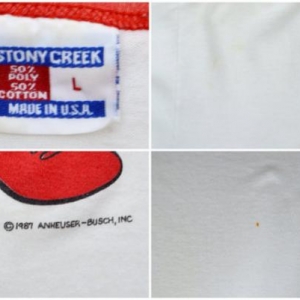 STONY CREEK
50%
POLY
50%
COTTON
L
MADE IN U.S.A.
©1987 ANHEUSER-BUSCH, INC